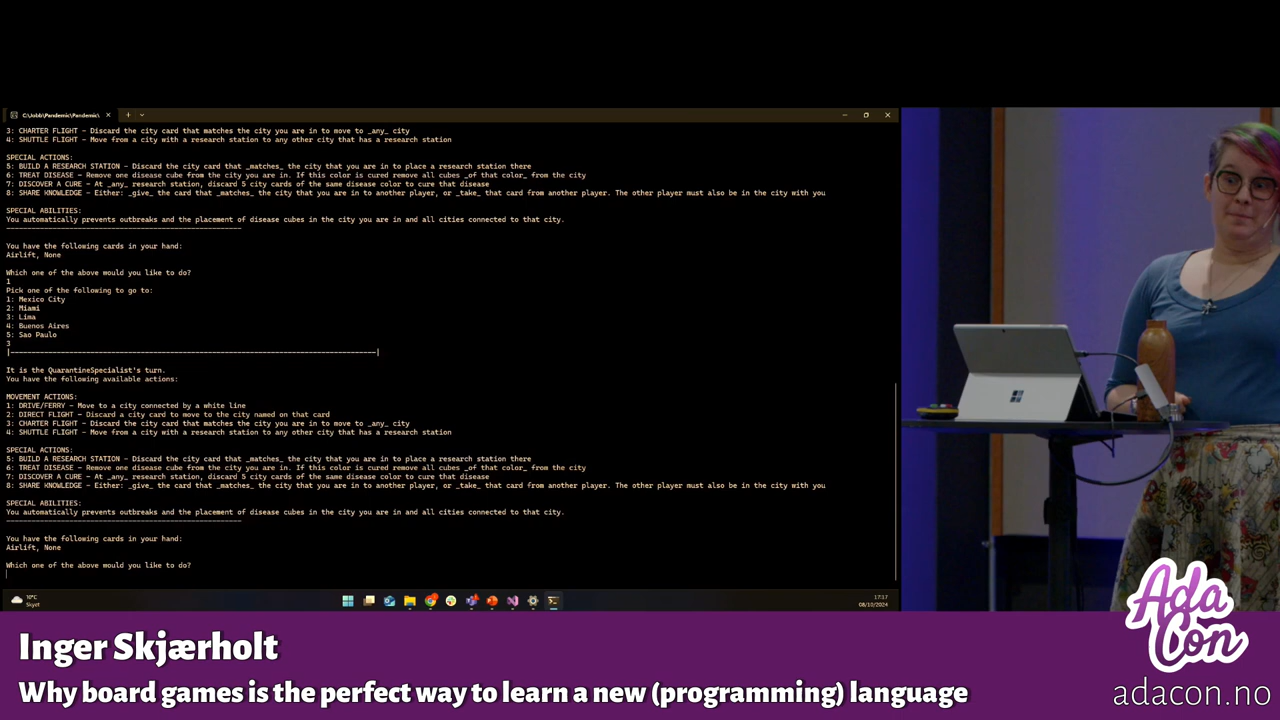 C:\Jobb\Pandemic\Pandemic\
3: CHARTER FLIGHT - Discard the city card that matches the city you are in to move to _any_ city
4: SHUTTLE FLIGHT - Move from a city with a research station to any other city that has a research station
SPECIAL ACTIONS:
5: BUILD A RESEARCH STATION - Discard the city card that _matches_ the city that you are in to place a research station there
6: TREAT DISEASE - Remove one disease cube from the city you are in. If this color is cured remove all cubes _of that color_ from the city
7: DISCOVER A CURE - At _any_ research station, discard 5 city cards of the same disease color to cure that disease
8: SHARE KNOWLEDGE - Either: _give_ the card that _matches_ the city that you are in to another player, or _take_ that card from another player. The other player must also be in the city with you
SPECIAL ABILITIES:
You automatically prevents outbreaks and the placement of disease cubes in the city you are in and all cities connected to that city.
You have the following cards in your hand:
Airlift, None
Which one of the above would you like to do?
1
Pick one of the following to go to:
1: Mexico City
2: Miami
3: Lima
4: Buenos Aires
5: Sao Paulo
3
It is the QuarantineSpecialist's turn.
You have the following available actions:
MOVEMENT ACTIONS:
1: DRIVE/FERRY - Move to a city connected by a white line
2: DIRECT FLIGHT - Discard a city card to move to the city named on that card
3: CHARTER FLIGHT - Discard the city card that matches the city you are in to move to _any_ city
4: SHUTTLE FLIGHT - Move from a city with a research station to any other city that has a research station
SPECIAL ACTIONS:
5: BUILD A RESEARCH STATION - Discard the city card that _matches_ the city that you are in to place a research station there
6: TREAT DISEASE - Remove one disease cube from the city you are in. If this color is cured remove all cubes _of that color_ from the city
7: DISCOVER A CURE - At _any_ research station, discard 5 city cards of the same disease color to cure that disease
8: SHARE KNOWLEDGE - Either: _give_ the card that _matches_ the city that you are in to another player, or _take_ that card from another player. The other player must also be in the city with you
SPECIAL ABILITIES:
You automatically prevents outbreaks and the placement of disease cubes in the city you are in and all cities connected to that city.
You have the following cards in your hand:
Airlift, None
Which one of the above would you like to do?
10°C
Skyet
17:17
08/10/2024
Inger Skjærholt
Why board games is the perfect way to learn a new (programming) language
Ada
Con
adacon.no